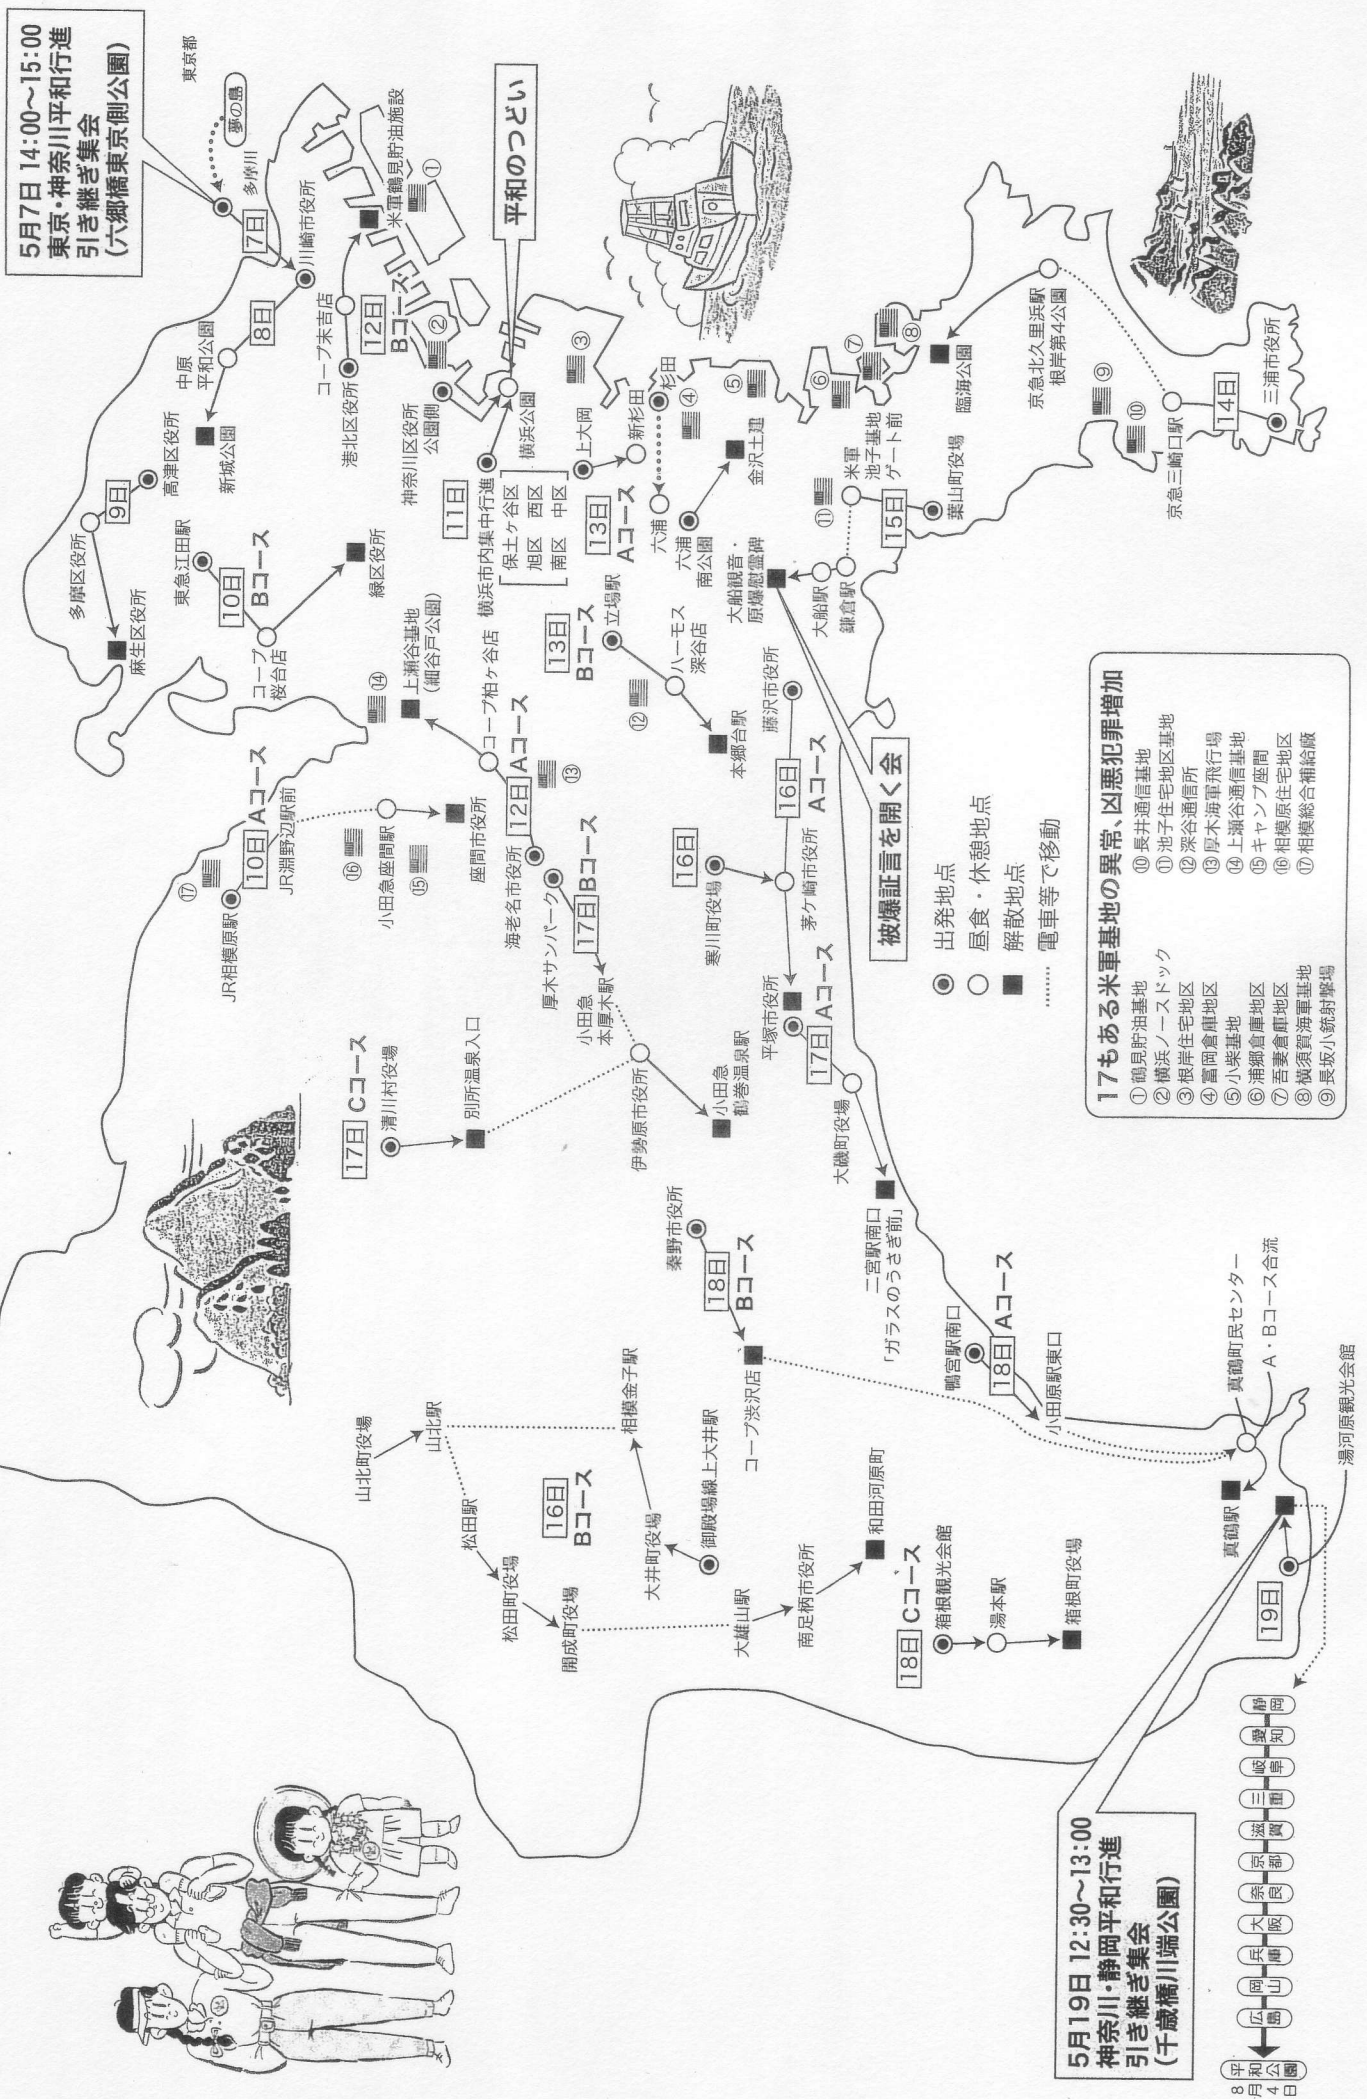 5月7日 14:00〜15:00
東京・神奈川平和行進
引き継ぎ集会
(六郷橋東京側公園)
東京都
夢の島
多摩川
7日
川崎市役所
8日
中原
平和公園
新城公園
9日
高津区役所
多摩区役所
麻生区役所
10日
Bコース
東急江田駅
コープ
桜台店
緑区役所
12日
Bコース
コープ末吉店
港北区役所
米軍鶴見貯油施設
①
②
神奈川区役所
公園側
平和のつどい
横浜公園
11日
横浜市内集中行進
保土ヶ谷区
旭区 西区
南区 中区
③
上大岡
新杉田
13日
Aコース
杉田
④
六浦
六浦
南公園
金沢土建
⑤
⑥
⑦
⑧
13日
Bコース
立場駅
ハーモス
深谷店
⑫
本郷台駅
10日
Aコース
⑰
JR相模原駅
JR淵野辺駅前
⑯
小田急座間駅
⑮
座間市役所
⑭
上瀬谷基地
(細谷戸公園)
コープ柏ヶ谷店
12日
Aコース
⑬
海老名市役所
14日
三浦市役所
京急三崎口駅
⑩
⑨
京急北久里浜駅
根岸第4公園
臨海公園
15日
葉山町役場
米軍
池子基地
ゲート前
⑪
鎌倉駅
大船駅
大船観音・
原爆慰霊碑
被爆証言を開く会
16日
Aコース
藤沢市役所
茅ケ崎市役所
16日
寒川町役場
平塚市役所
17日
Aコース
大磯町役場
二宮駅南口
「ガラスのうさぎ前」
17日
Bコース
厚木サンパーク
小田急
本厚木駅
伊勢原市役所
小田急
鶴巻温泉駅
17日
Cコース
清川村役場
別所温泉入口
18日
Bコース
秦野市役所
コープ渋沢店
18日
Aコース
鴨宮駅南口
小田原駅東口
16日
Bコース
御殿場線上大井駅
大井町役場
相模金子駅
山北町役場
山北駅
松田駅
松田町役場
開成町役場
大雄山駅
南足柄市役所
和田河原町
18日
Cコース
箱根観光会館
湯本駅
箱根町役場
真鶴町民センター
A・Bコース合流
真鶴駅
湯河原観光会館
19日
出発地点
昼食・休憩地点
解散地点
電車等で移動
17もある米軍基地の異常、凶悪犯罪増加
①鶴見貯油基地
②横浜ノースドック
③根岸住宅地区
④富岡倉庫地区
⑤小柴基地
⑥浦郷倉庫地区
⑦吾妻倉庫地区
⑧横須賀海軍基地
⑨長坂小銃射撃場
⑩長井通信基地
⑪池子住宅地区基地
⑫深谷通信所
⑬厚木海軍飛行場
⑭上瀬谷通信基地
⑮キャンプ座間
⑯相模原住宅地区
⑰相模総合補給廠
5月19日 12:30〜13:00
神奈川・静岡平和行進
引き継ぎ集会
(千歳橋川端公園)
静岡
愛知
岐阜
三重
滋賀
京都
奈良
大阪
兵庫
岡山
広島
平和公園
8月4日